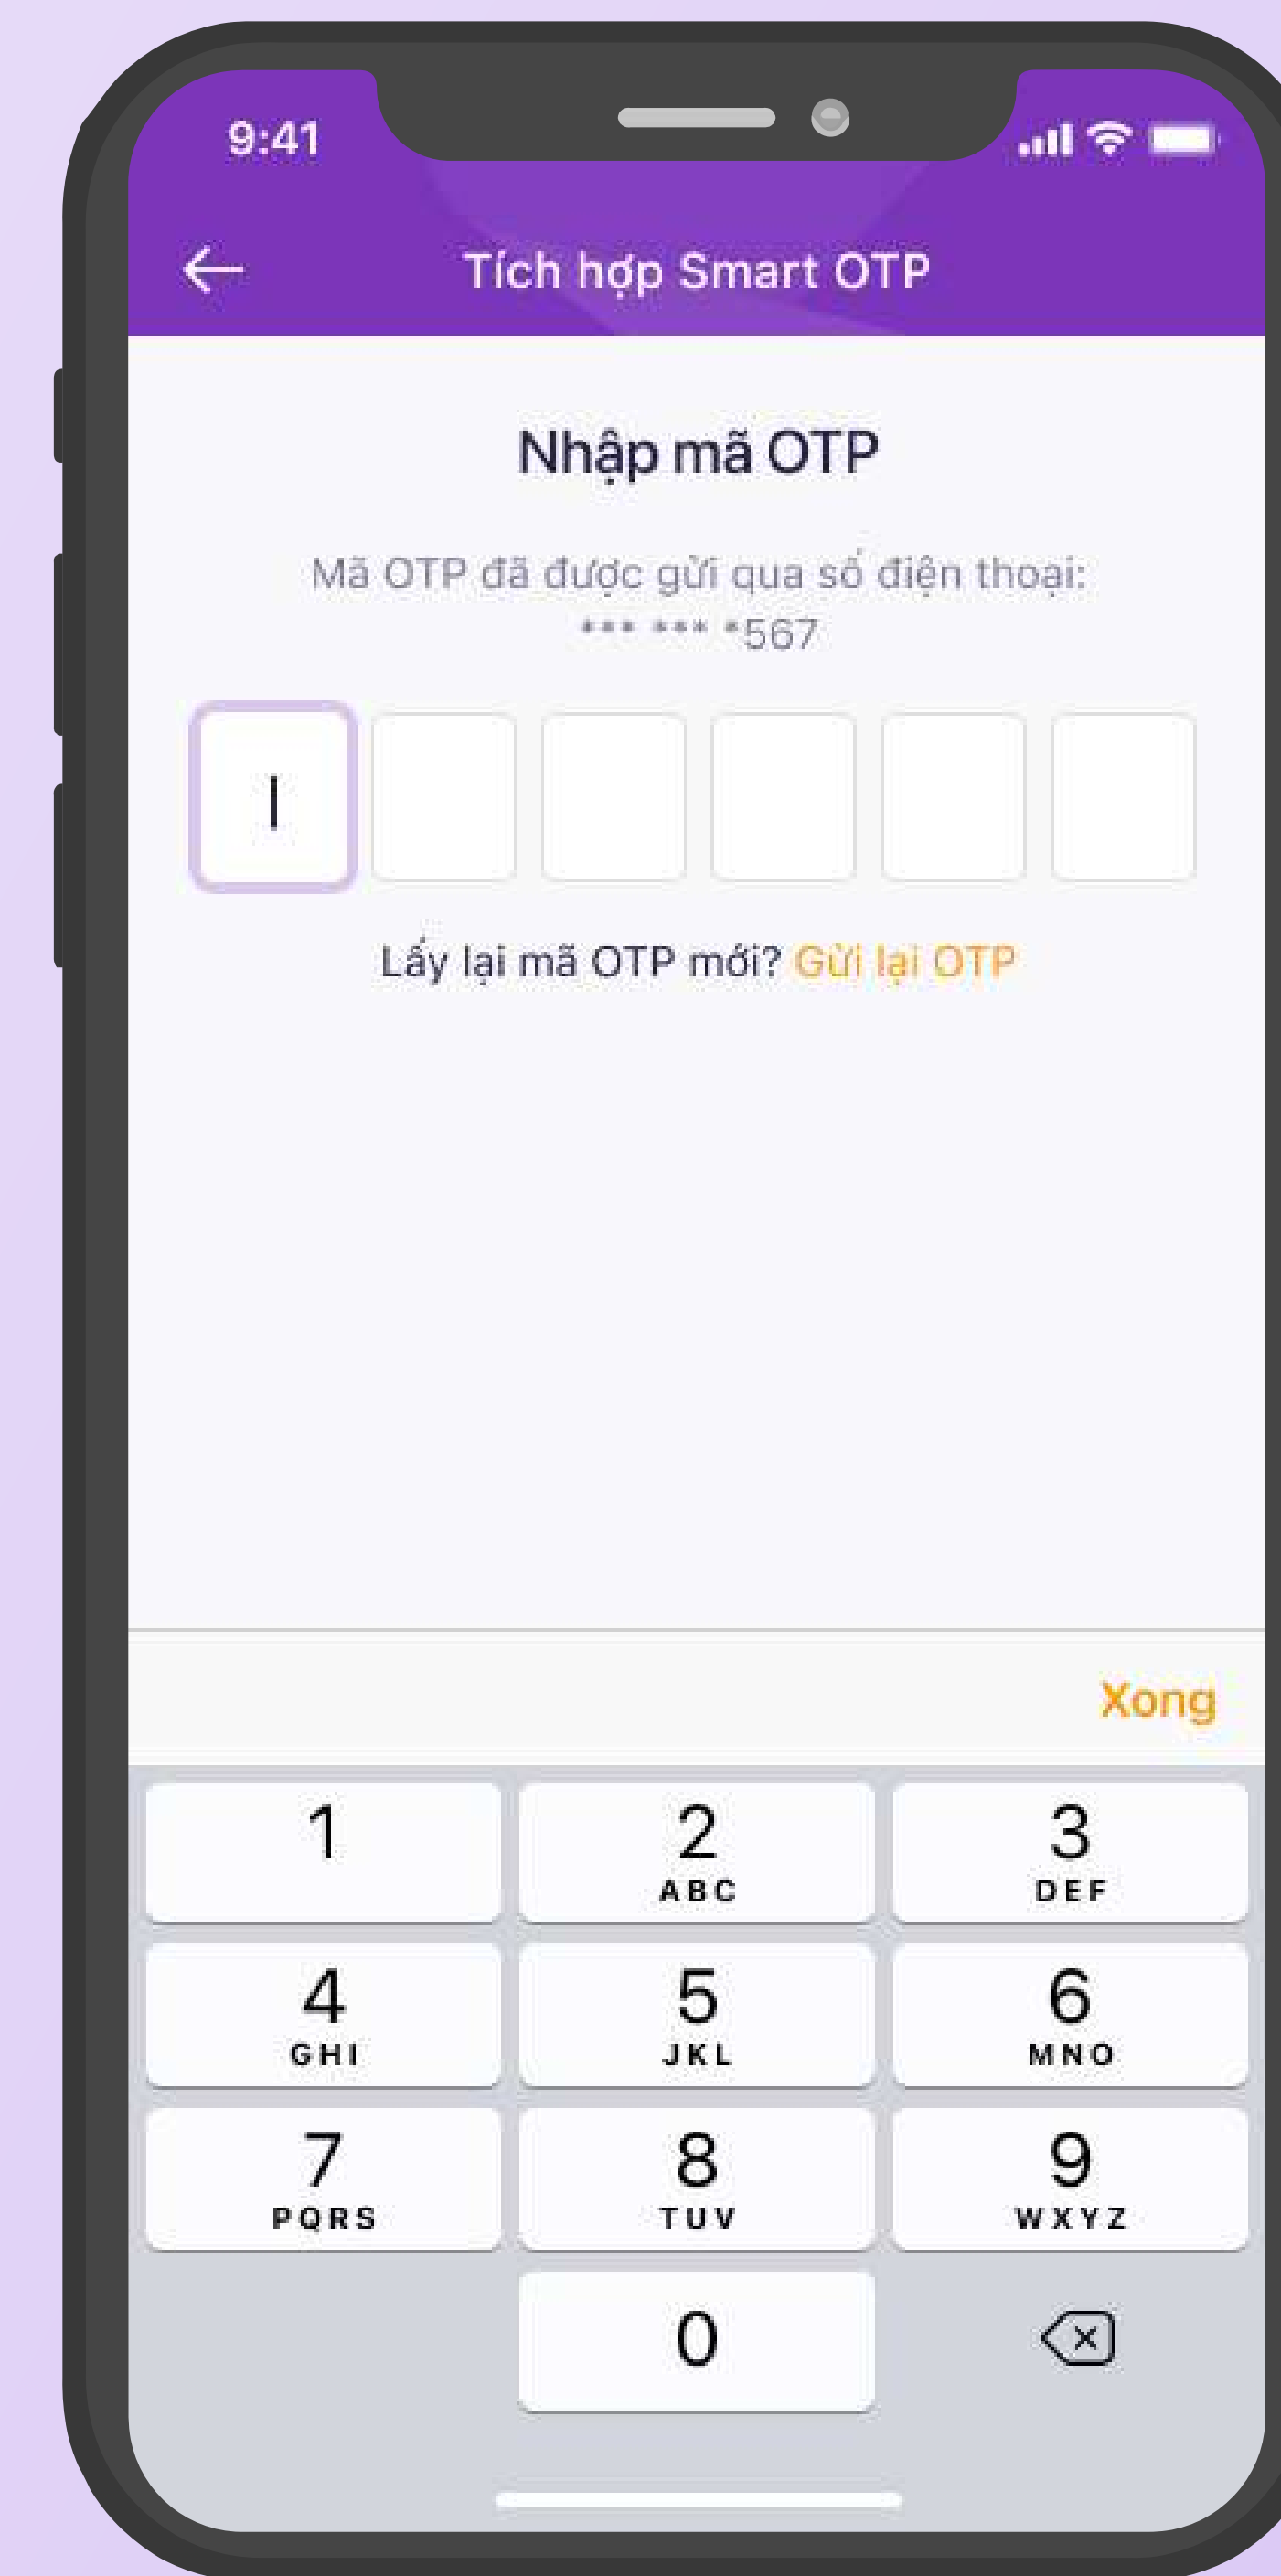 9:41
Tích hợp Smart OTP
Nhập mã OTP
Mã OTP đã được gửi qua số điện thoại:
*** *** *567
Lấy lại mã OTP mới? Gửi lại OTP
Xong
1 2 3
ABC DEF
4 5 6
GHI JKL MNO
7 8 9
PQRS TUV WXYZ
0